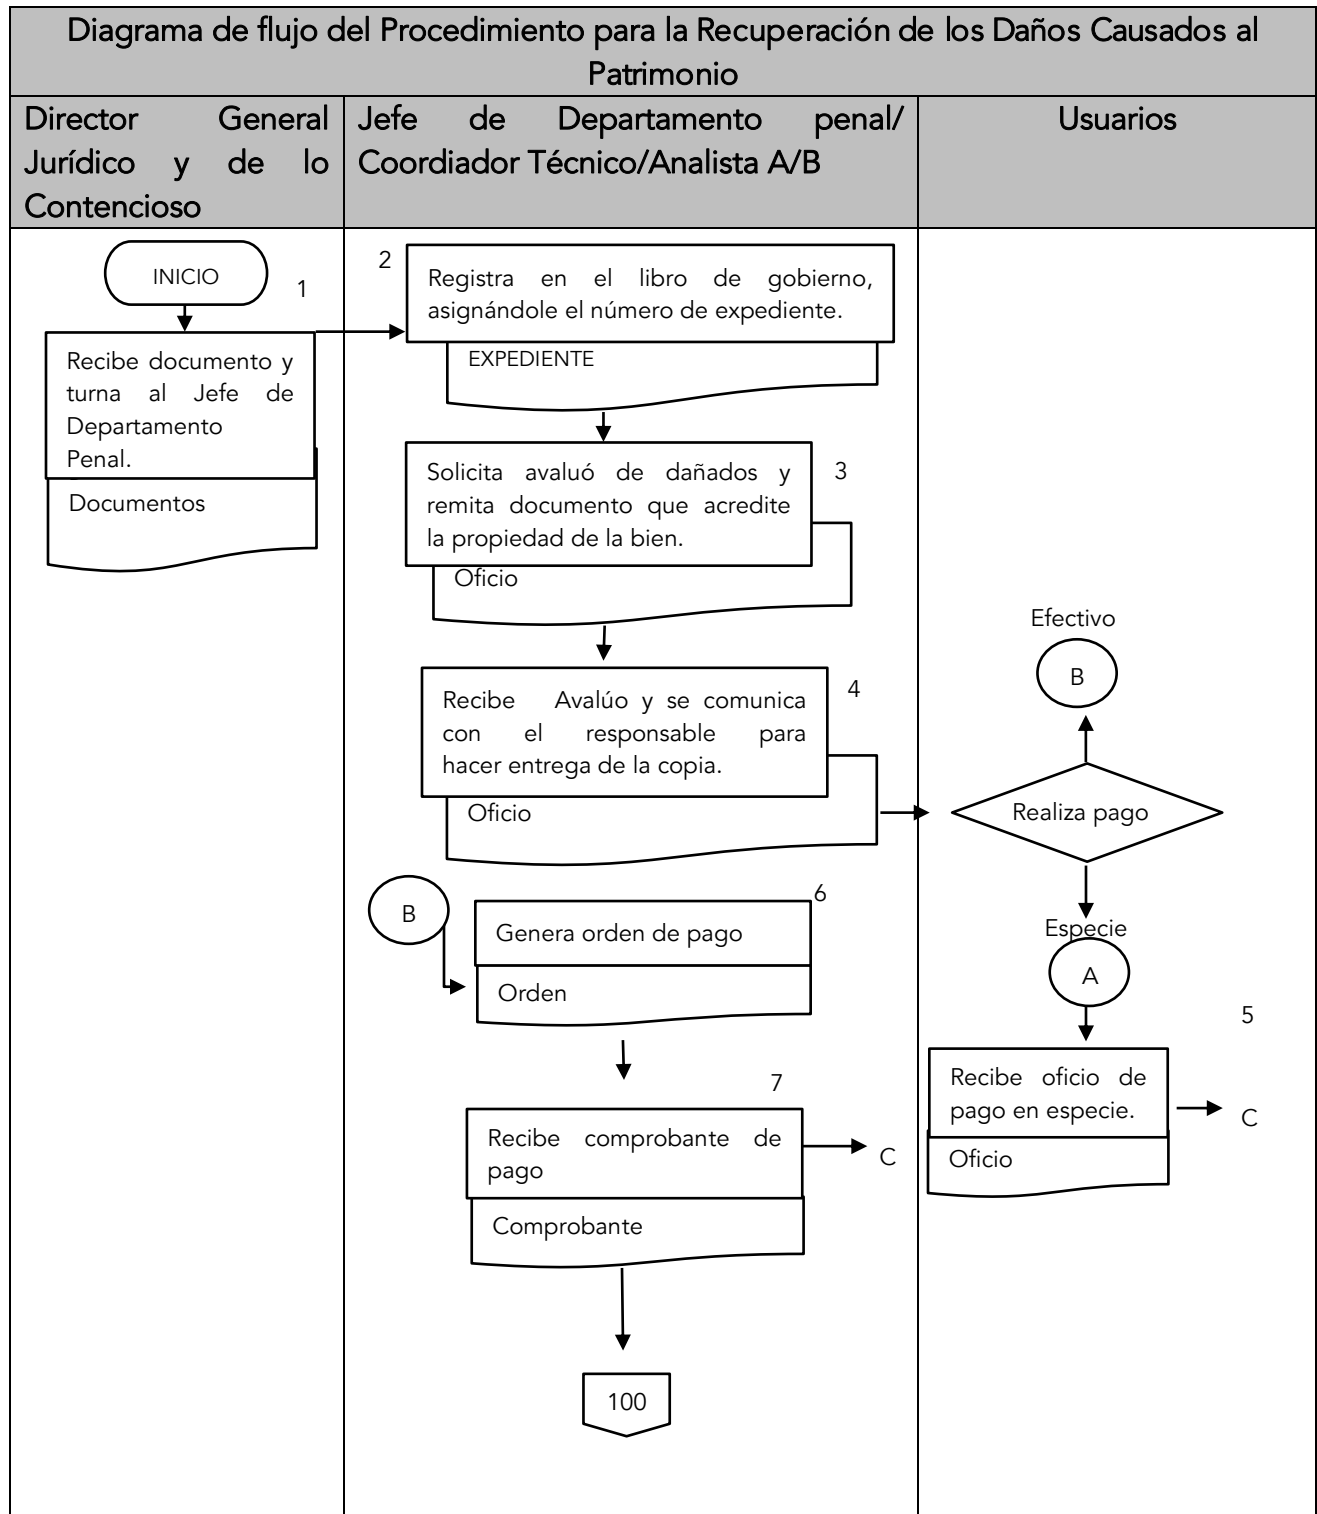 Diagrama de flujo del Procedimiento para la Recuperación de los Daños Causados al
Patrimonio
Director General
Jurídico y de lo
Contencioso
Jefe de Departamento penal/
Coordiador Técnico/Analista A/B
Usuarios
INICIO
1
Recibe documento y
turna al Jefe de
Departamento
Penal.
Documentos
2
Registra en el libro de gobierno,
asignándole el número de expediente.
EXPEDIENTE
Solicita avaluó de dañados y
remita documento que acredite
la propiedad de la bien.
3
Oficio
Recibe Avalúo y se comunica
con el responsable para
hacer entrega de la copia.
4
Oficio
Efectivo
B
Realiza pago
Especie
A
5
Recibe oficio de
pago en especie.
C
Oficio
B
6
Genera orden de pago
Orden
7
Recibe comprobante de
pago
C
Comprobante
100